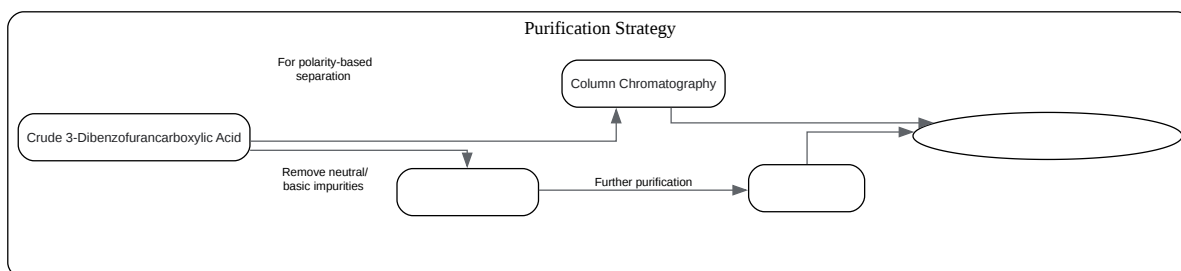 Purification Strategy
For polarity-based
separation
Column Chromatography
Crude 3-Dibenzofurancarboxylic Acid
Remove neutral/
basic impurities
Further purification